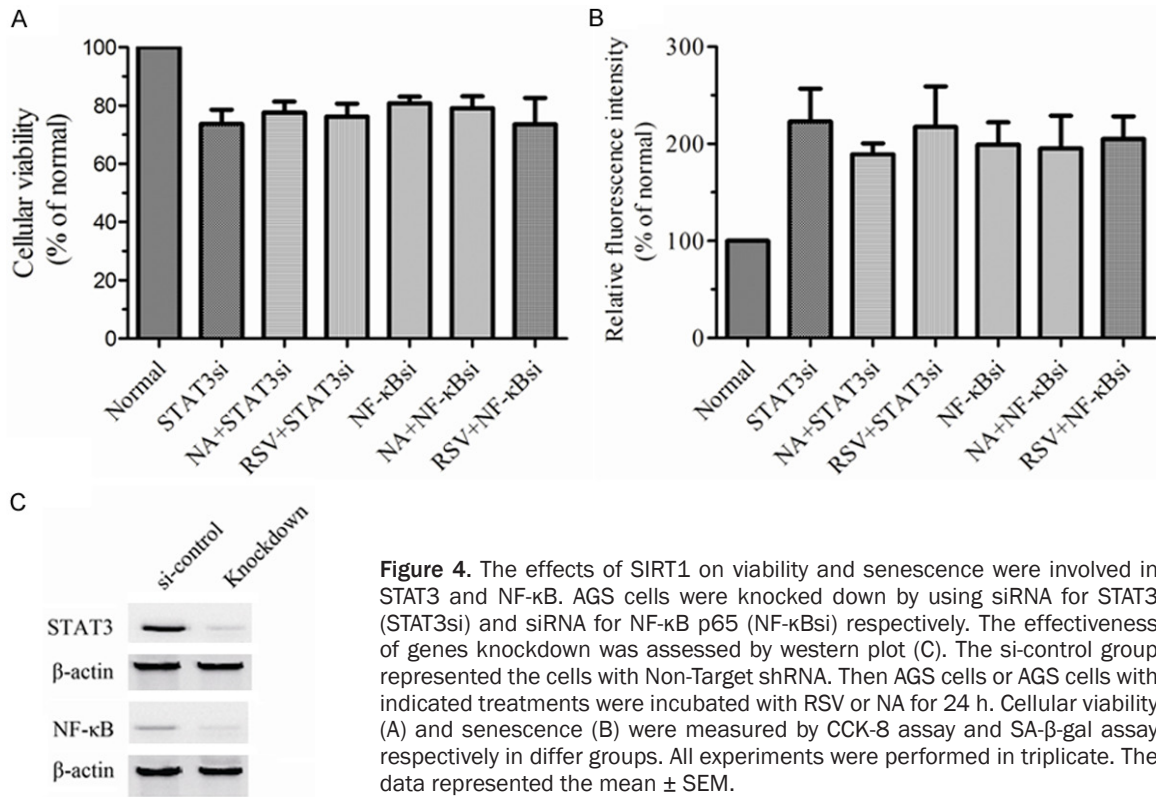 A
Cellular viability
(% of normal)
100
80
60
40
20
0
Normal
STAT3si
NA+STAT3si
RSV+STAT3si
NF-κBsi
NA+NF-κBsi
RSV+NF-κBsi
B
Relative fluorescence intensity
(% of normal)
300
200
100
0
Normal
STAT3si
NA+STAT3si
RSV+STAT3si
NF-κBsi
NA+NF-κBsi
RSV+NF-κBsi
C
si-control
Knockdown
STAT3
β-actin
NF-κB
β-actin
Figure 4. The effects of SIRT1 on viability and senescence were involved in
STAT3 and NF-κB. AGS cells were knocked down by using siRNA for STAT3
(STAT3si) and siRNA for NF-κB p65 (NF-κBsi) respectively. The effectiveness
of genes knockdown was assessed by western plot (C). The si-control group
represented the cells with Non-Target shRNA. Then AGS cells or AGS cells with
indicated treatments were incubated with RSV or NA for 24 h. Cellular viability
(A) and senescence (B) were measured by CCK-8 assay and SA-β-gal assay
respectively in differ groups. All experiments were performed in triplicate. The
data represented the mean ± SEM.